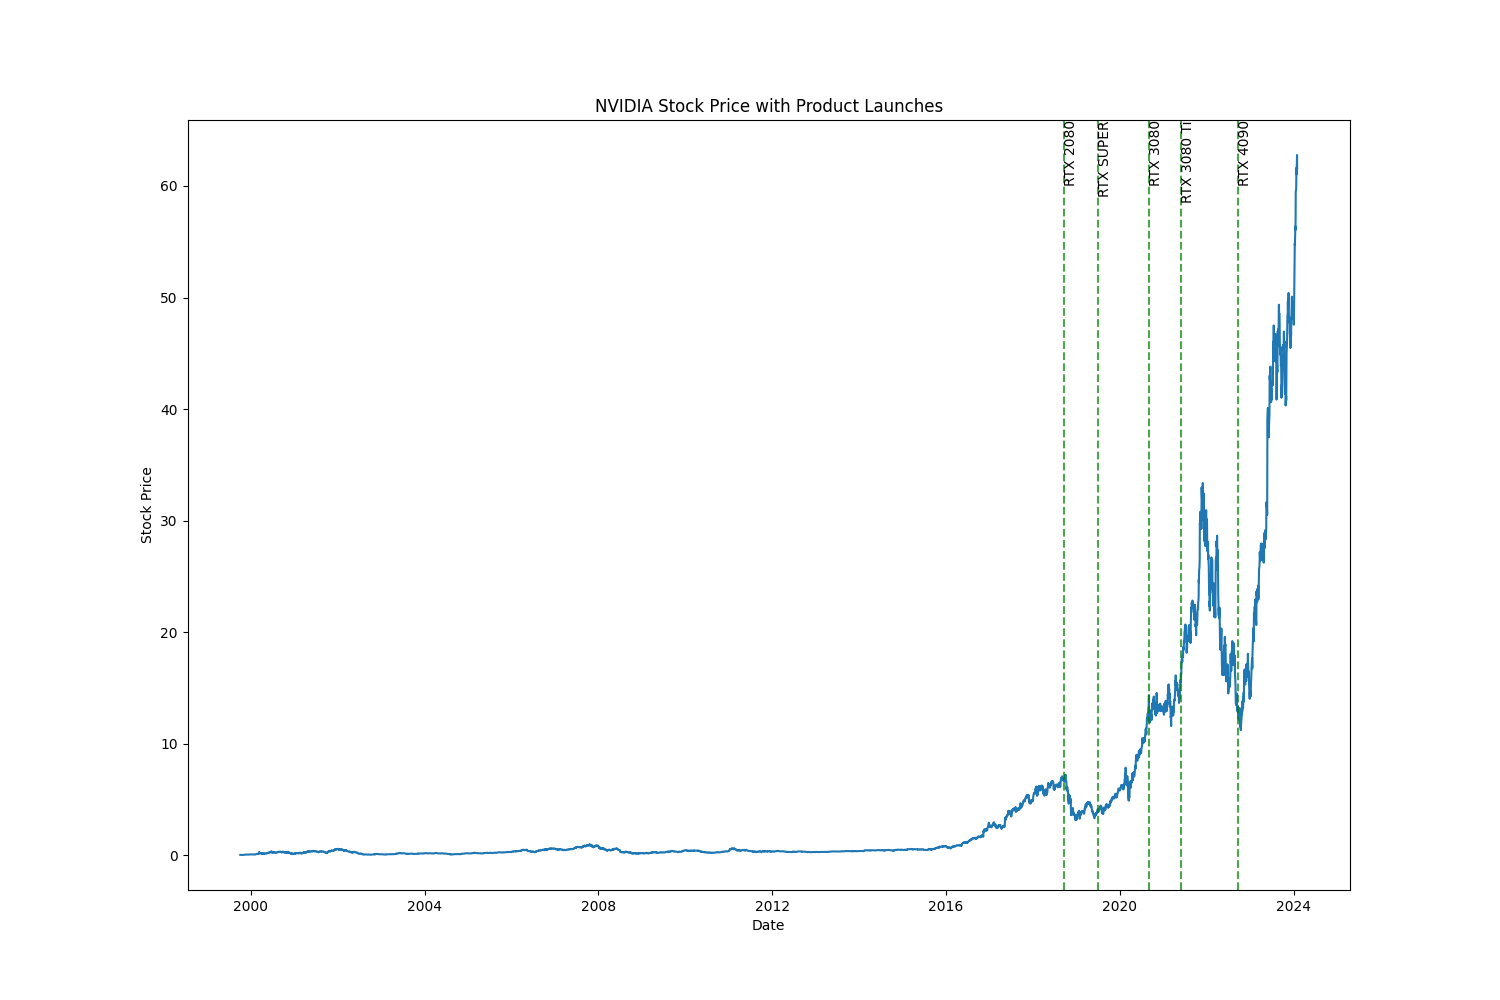 NVIDIA Stock Price with Product Launches
RTX 2080
RTX SUPER
RTX 3080
RTX 3080 Ti
RTX 4090
60
50
40
30
20
10
0
Stock Price
2000
2004
2008
2012
2016
2020
2024
Date